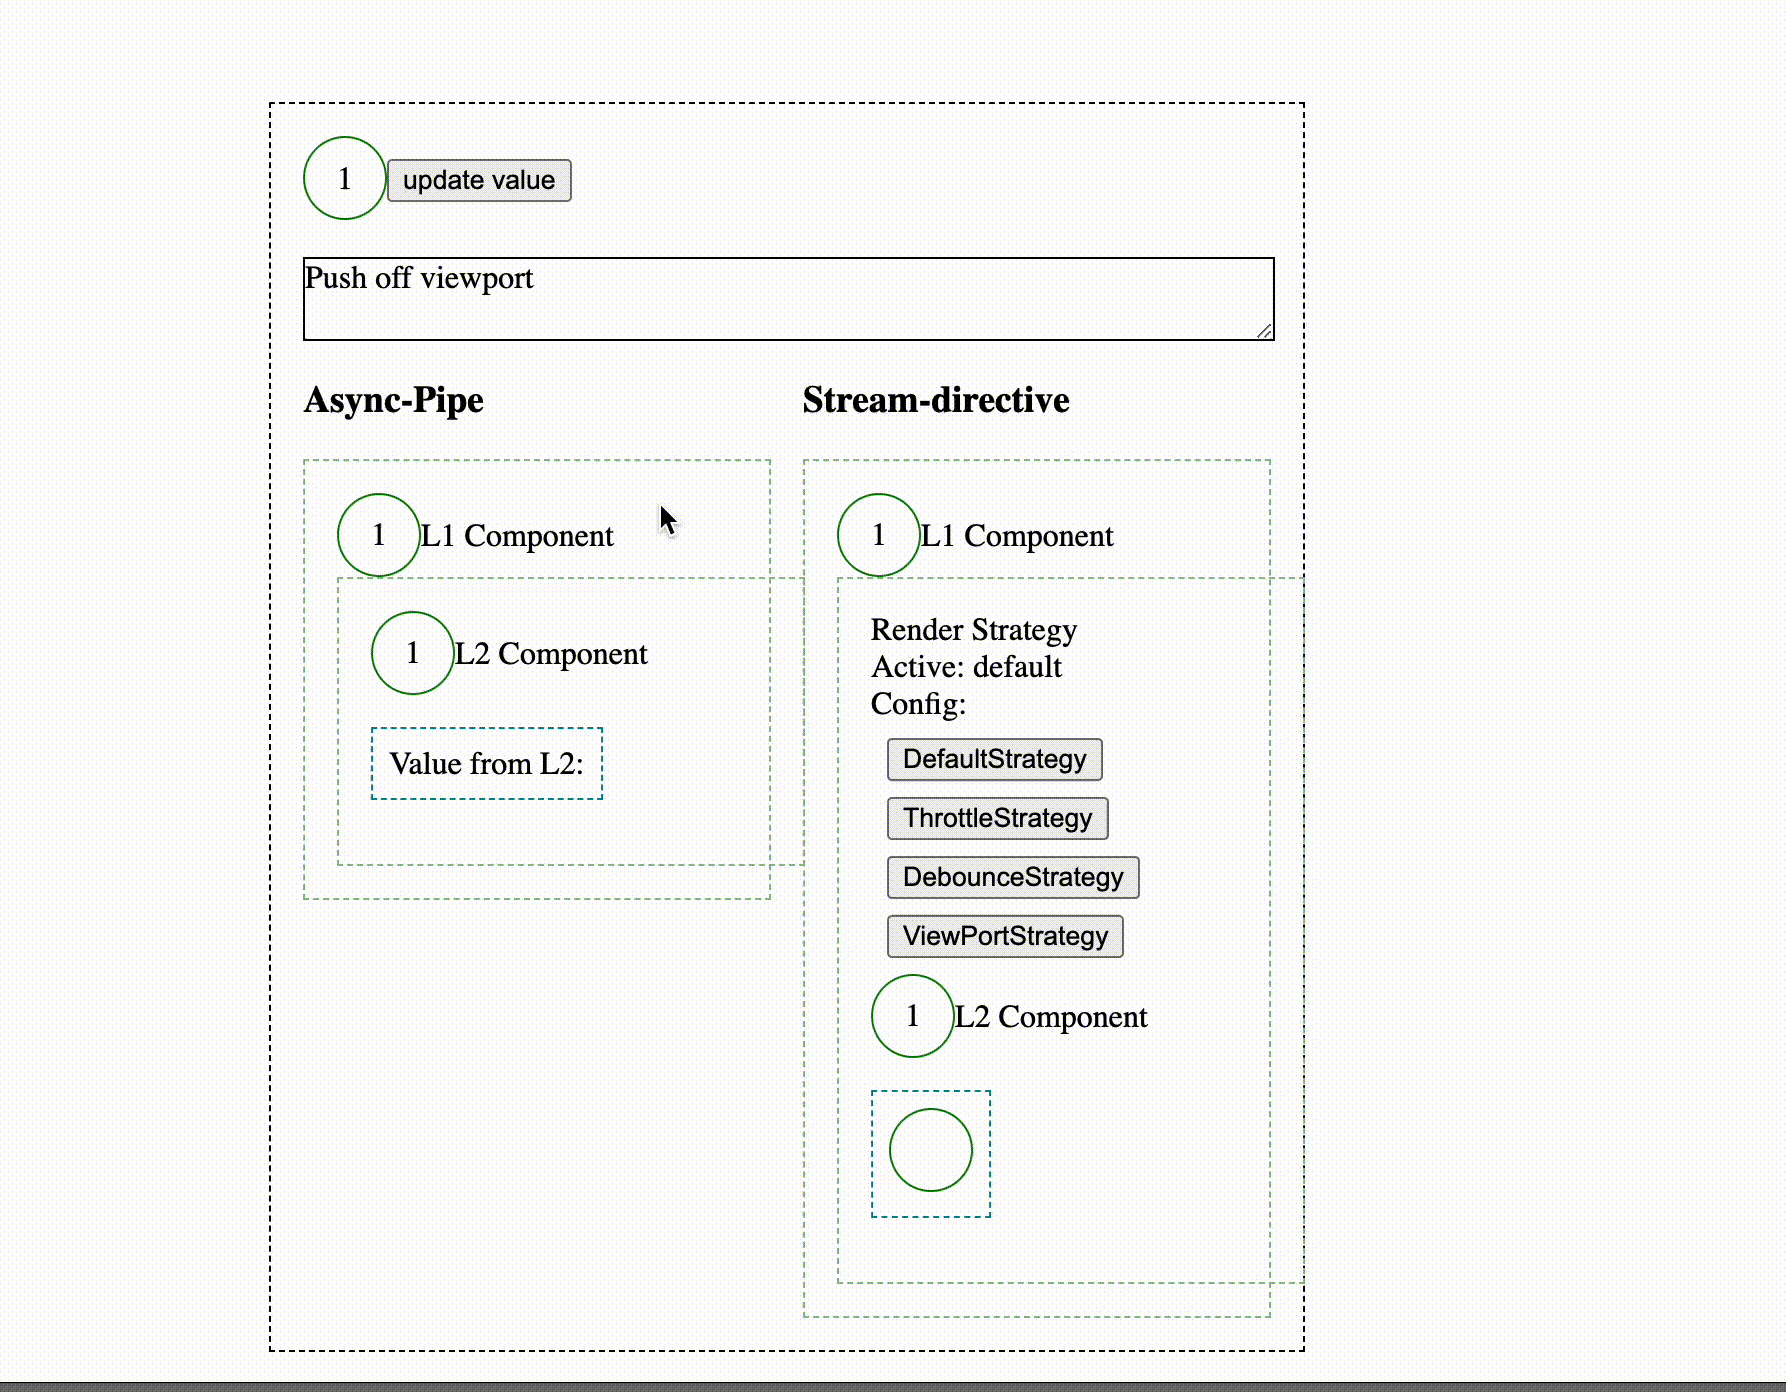 1 update value
Push off viewport
Async-Pipe
1 L1 Component
1 L2 Component
Value from L2:
Stream-directive
1 L1 Component
Render Strategy
Active: default
Config:
DefaultStrategy
ThrottleStrategy
DebounceStrategy
ViewPortStrategy
1 L2 Component